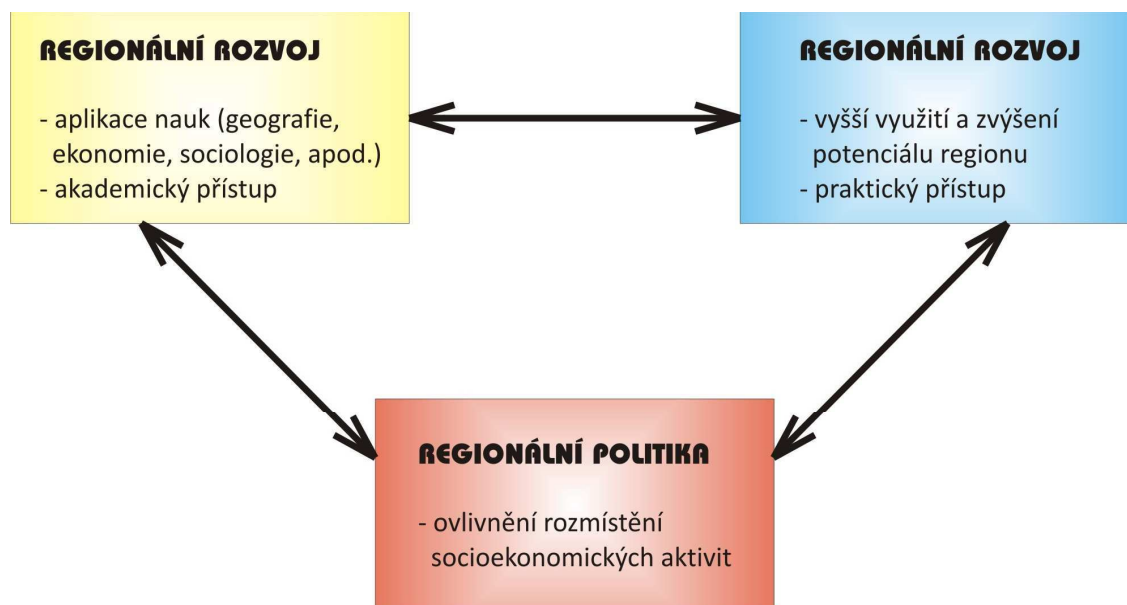 REGIONÁLNÍ ROZVOJ
- aplikace nauk (geografie,
ekonomie, sociologie, apod.)
- akademický přístup
REGIONÁLNÍ ROZVOJ
- vyšší využití a zvýšení
potenciálu regionu
- praktický přístup
REGIONÁLNÍ POLITIKA
- ovlivnění rozmístění
socioekonomických aktivit